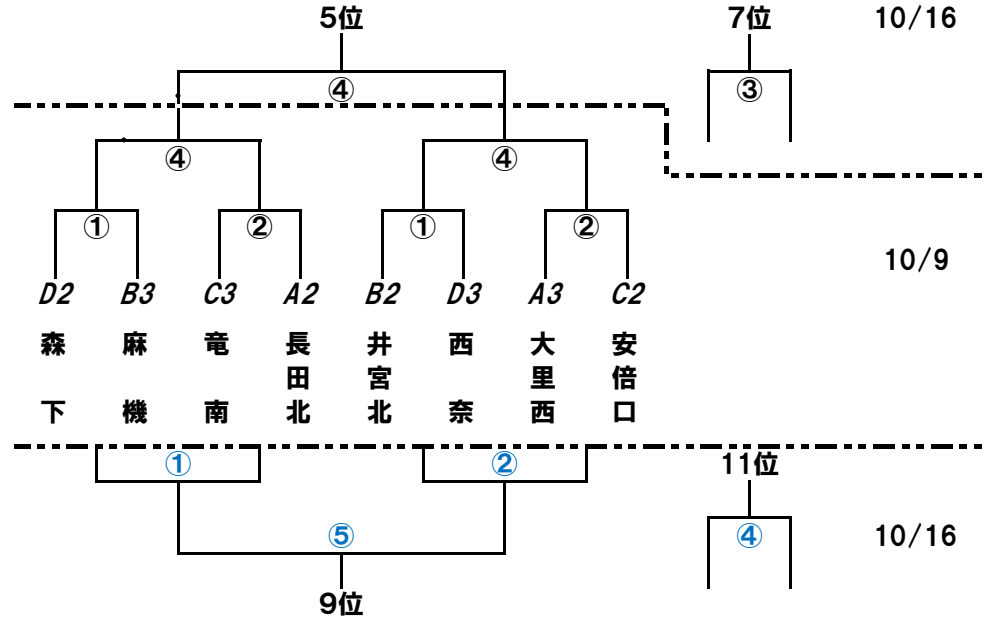 5位 7位 10/16
④ ③
④ ④
① ② ① ②
10/9
D2 B3 C3 A2 B2 D3 A3 C2
森下 麻機 竜南 長田北 井宮北 西奈 大里西 安倍口
① ② 11位
⑤ ④ 10/16
9位